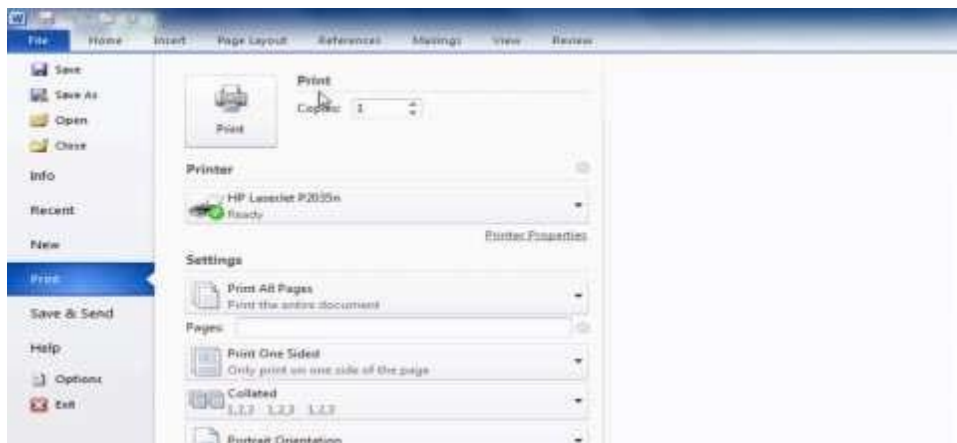 W
File Home Insert Page Layout References Mailings View Review
Save
Save As
Open
Close
Info
Recent
New
Print
Save & Send
Help
Options
Exit
Print
Print
Copies: 1
Printer
HP LaserJet P2035n
Ready
Printer Properties
Settings
Print All Pages
Print the entire document
Pages:
Print One Sided
Only print on one side of the page
Collated
1,2,3 1,2,3 1,2,3
Portrait Orientation